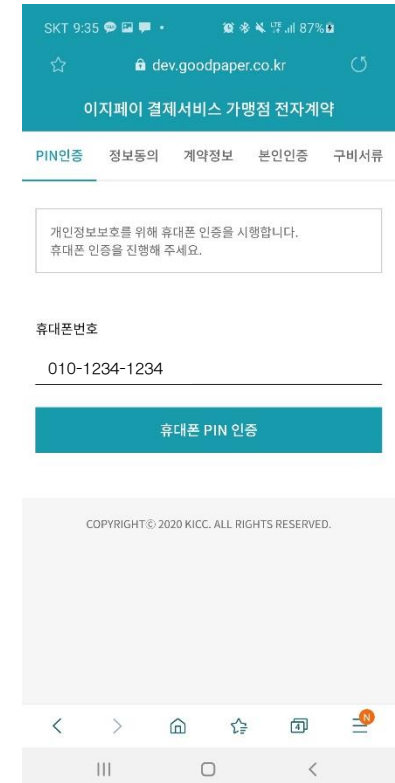 SKT 9:35
LTE 87%
dev.goodpaper.co.kr
이지페이 결제서비스 가맹점 전자계약
PIN인증 정보동의 계약정보 본인인증 구비서류
개인정보보호를 위해 휴대폰 인증을 시행합니다.
휴대폰 인증을 진행해 주세요.
휴대폰번호
010-1234-1234
휴대폰 PIN 인증
COPYRIGHTⓒ 2020 KICC. ALL RIGHTS RESERVED.
4
N